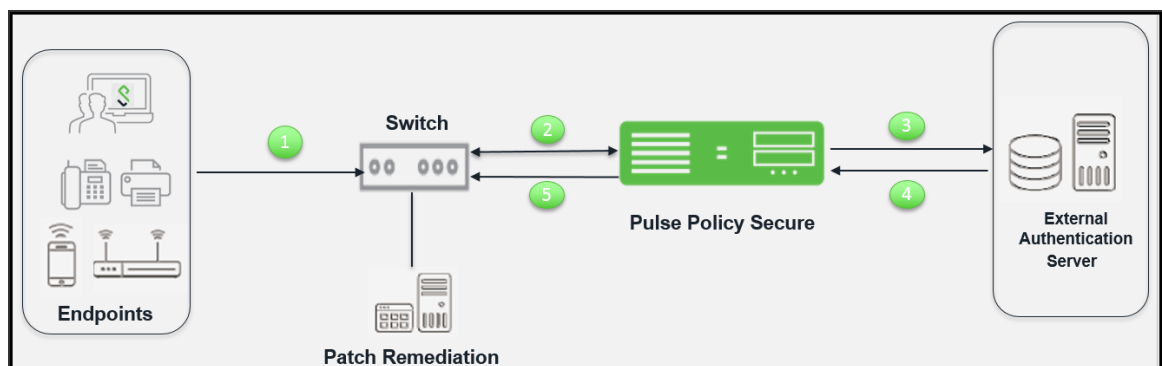 Switch
1
2
3
5
4
Pulse Policy Secure
External
Authentication
Server
Endpoints
Patch Remediation